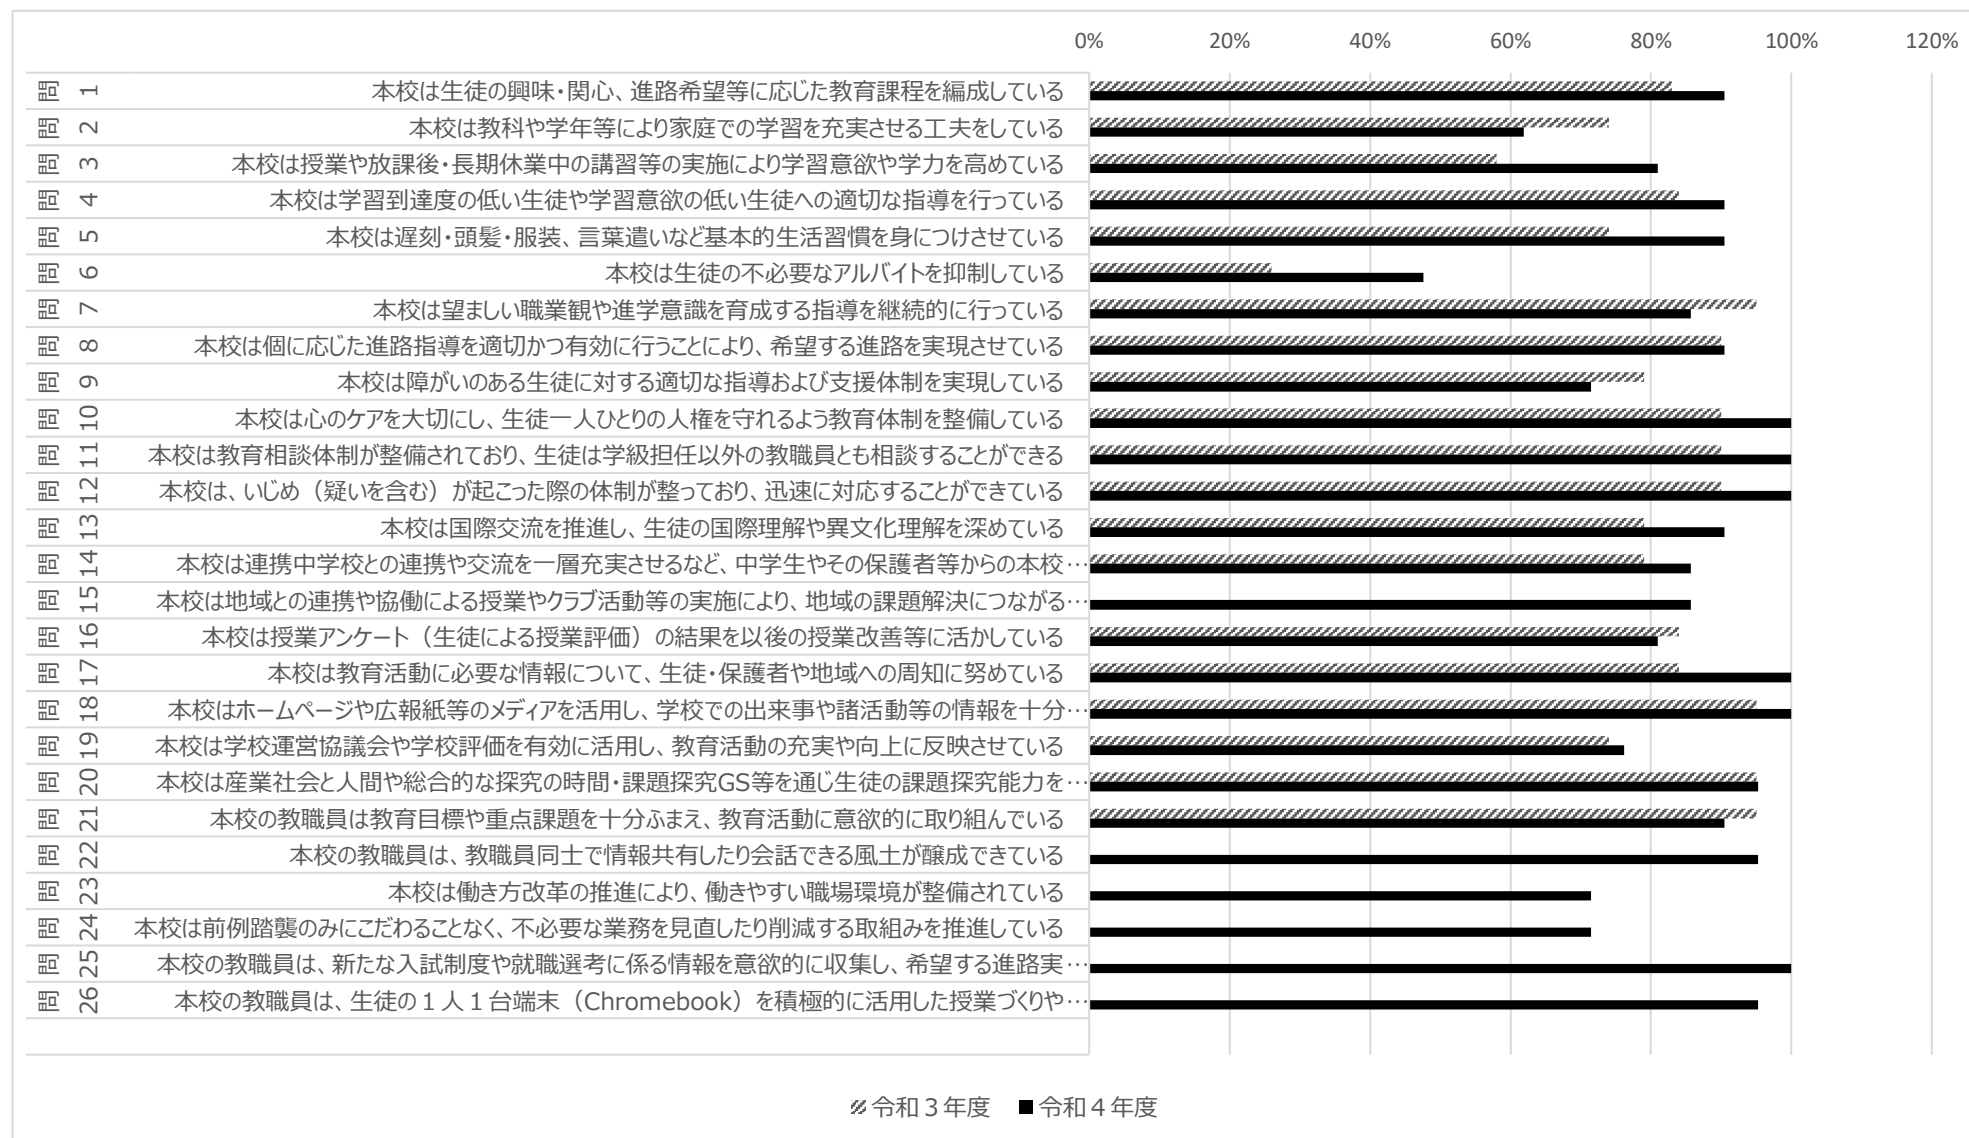 0% 20% 40% 60% 80% 100% 120%
問 1 本校は生徒の興味・関心、進路希望等に応じた教育課程を編成している
問 2 本校は教科や学年等により家庭での学習を充実させる工夫をしている
問 3 本校は授業や放課後・長期休業中の講習等の実施により学習意欲や学力を高めている
問 4 本校は学習到達度の低い生徒や学習意欲の低い生徒への適切な指導を行っている
問 5 本校は遅刻・頭髪・服装、言葉遣いなど基本的生活習慣を身につけさせている
問 6 本校は生徒の不必要なアルバイトを抑制している
問 7 本校は望ましい職業観や進学意識を育成する指導を継続的に行っている
問 8 本校は個に応じた進路指導を適切かつ有効に行うことにより、希望する進路を実現させている
問 9 本校は障がいのある生徒に対する適切な指導および支援体制を実現している
問 10 本校は心のケアを大切にし、生徒一人ひとりの人権を守れるよう教育体制を整備している
問 11 本校は教育相談体制が整備されており、生徒は学級担任以外の教職員とも相談することができる
問 12 本校は、いじめ（疑いを含む）が起こった際の体制が整っており、迅速に対応することができている
問 13 本校は国際交流を推進し、生徒の国際理解や異文化理解を深めている
問 14 本校は連携中学校との連携や交流を一層充実させるなど、中学生やその保護者等からの本校…
問 15 本校は地域との連携や協働による授業やクラブ活動等の実施により、地域の課題解決につながる…
問 16 本校は授業アンケート（生徒による授業評価）の結果を以後の授業改善等に活かしている
問 17 本校は教育活動に必要な情報について、生徒・保護者や地域への周知に努めている
問 18 本校はホームページや広報紙等のメディアを活用し、学校での出来事や諸活動等の情報を十分…
問 19 本校は学校運営協議会や学校評価を有効に活用し、教育活動の充実や向上に反映させている
問 20 本校は産業社会と人間や総合的な探究の時間・課題探究GS等を通じ生徒の課題探究能力を…
問 21 本校の教職員は教育目標や重点課題を十分ふまえ、教育活動に意欲的に取り組んでいる
問 22 本校の教職員は、教職員同士で情報共有したり会話できる風土が醸成できている
問 23 本校は働き方改革の推進により、働きやすい職場環境が整備されている
問 24 本校は前例踏襲のみにこだわることなく、不必要な業務を見直したり削減する取組みを推進している
問 25 本校の教職員は、新たな入試制度や就職選考に係る情報を意欲的に収集し、希望する進路実…
問 26 本校の教職員は、生徒の１人１台端末（Chromebook）を積極的に活用した授業づくりや…
令和３年度 令和４年度